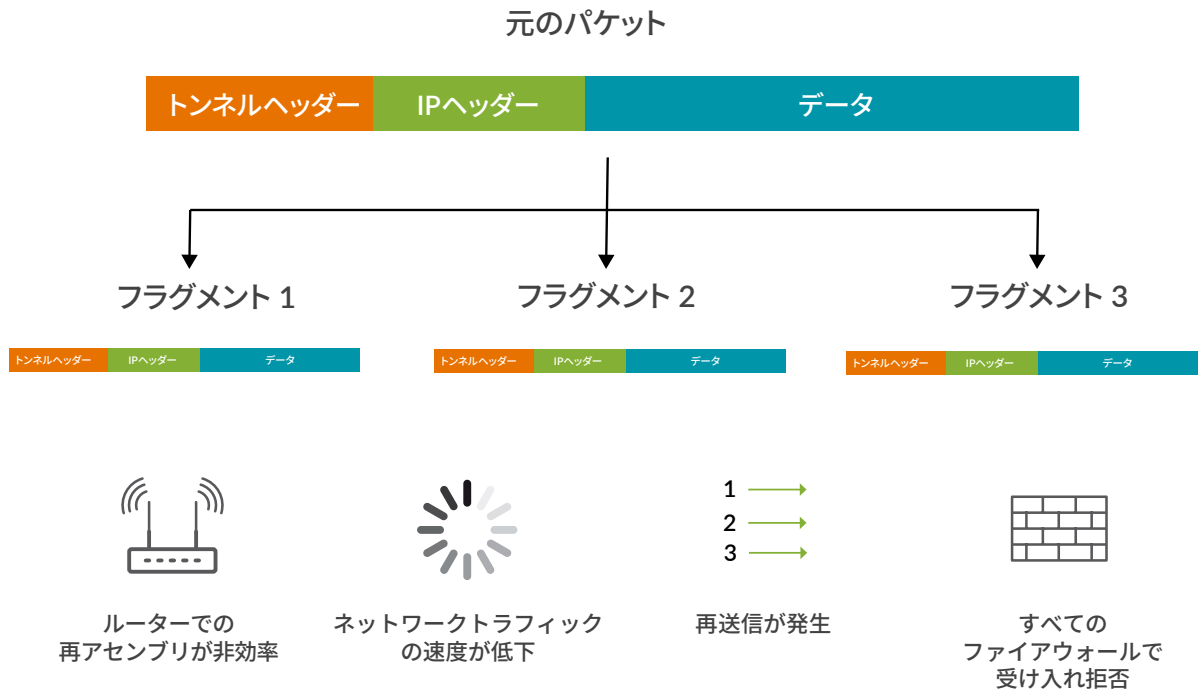 元のパケット
トンネルヘッダー IPヘッダー データ
フラグメント 1 フラグメント 2 フラグメント 3
トンネルヘッダー IPヘッダー データ トンネルヘッダー IPヘッダー データ トンネルヘッダー IPヘッダー データ
1
2
3
ルーターでの
再アセンブリが非効率
ネットワークトラフィック
の速度が低下
再送信が発生
すべての
ファイアウォールで
受け入れ拒否